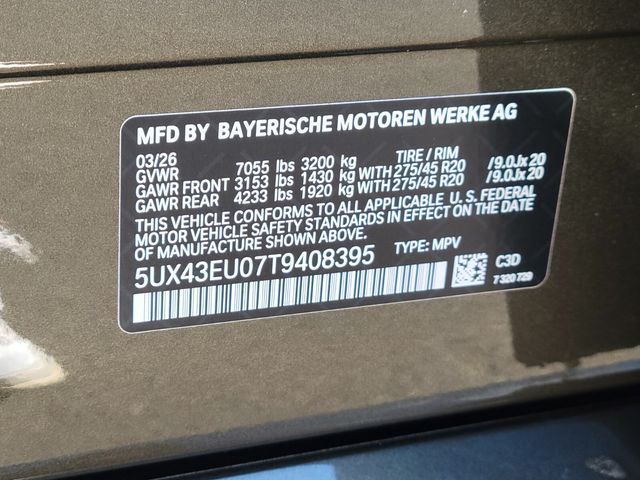 MFD BY BAYERISCHE MOTOREN WERKE AG
03/26
GVWR 7055 lbs 3200 kg TIRE / RIM
GAWR FRONT 3153 lbs 1430 kg WITH 275/45 R20 /9.0Jx20
GAWR REAR 4233 lbs 1920 kg WITH 275/45 R20 /9.0Jx20
THIS VEHICLE CONFORMS TO ALL APPLICABLE U.S. FEDERAL
MOTOR VEHICLE SAFETY STANDARDS IN EFFECT ON THE DATE
OF MANUFACTURE SHOWN ABOVE.
5UX43EU07T9408395 TYPE: MPV
C3D
7 320 729